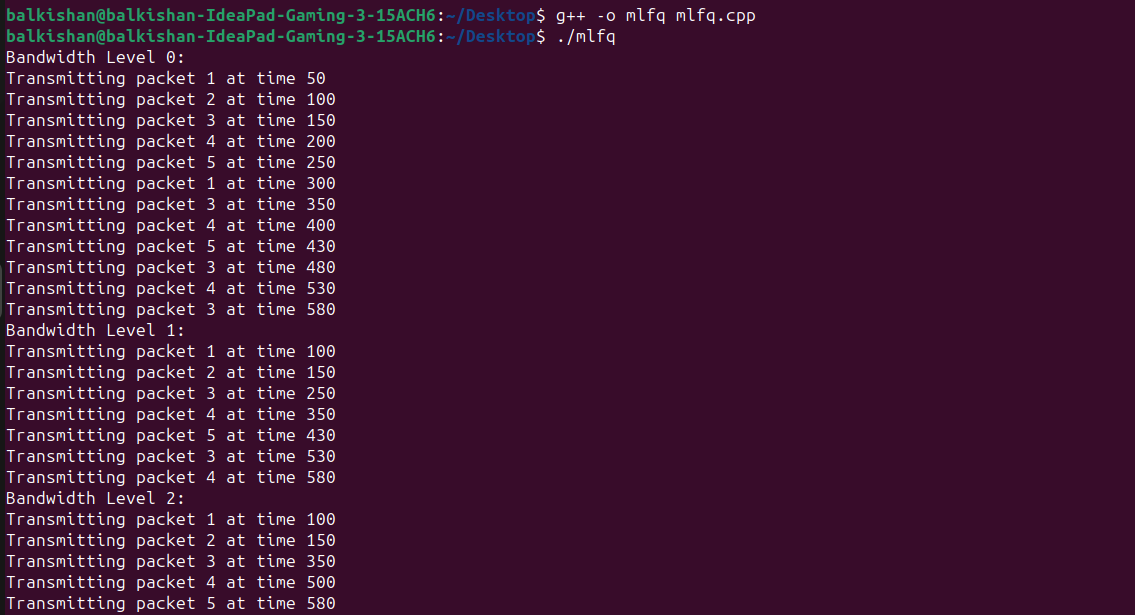 balkishan@balkishan-IdeaPad-Gaming-3-15ACH6:~/Desktop$ g++ -o mlfq mlfq.cpp
balkishan@balkishan-IdeaPad-Gaming-3-15ACH6:~/Desktop$ ./mlfq
Bandwidth Level 0:
Transmitting packet 1 at time 50
Transmitting packet 2 at time 100
Transmitting packet 3 at time 150
Transmitting packet 4 at time 200
Transmitting packet 5 at time 250
Transmitting packet 1 at time 300
Transmitting packet 3 at time 350
Transmitting packet 4 at time 400
Transmitting packet 5 at time 430
Transmitting packet 3 at time 480
Transmitting packet 4 at time 530
Transmitting packet 3 at time 580
Bandwidth Level 1:
Transmitting packet 1 at time 100
Transmitting packet 2 at time 150
Transmitting packet 3 at time 250
Transmitting packet 4 at time 350
Transmitting packet 5 at time 430
Transmitting packet 3 at time 530
Transmitting packet 4 at time 580
Bandwidth Level 2:
Transmitting packet 1 at time 100
Transmitting packet 2 at time 150
Transmitting packet 3 at time 350
Transmitting packet 4 at time 500
Transmitting packet 5 at time 580